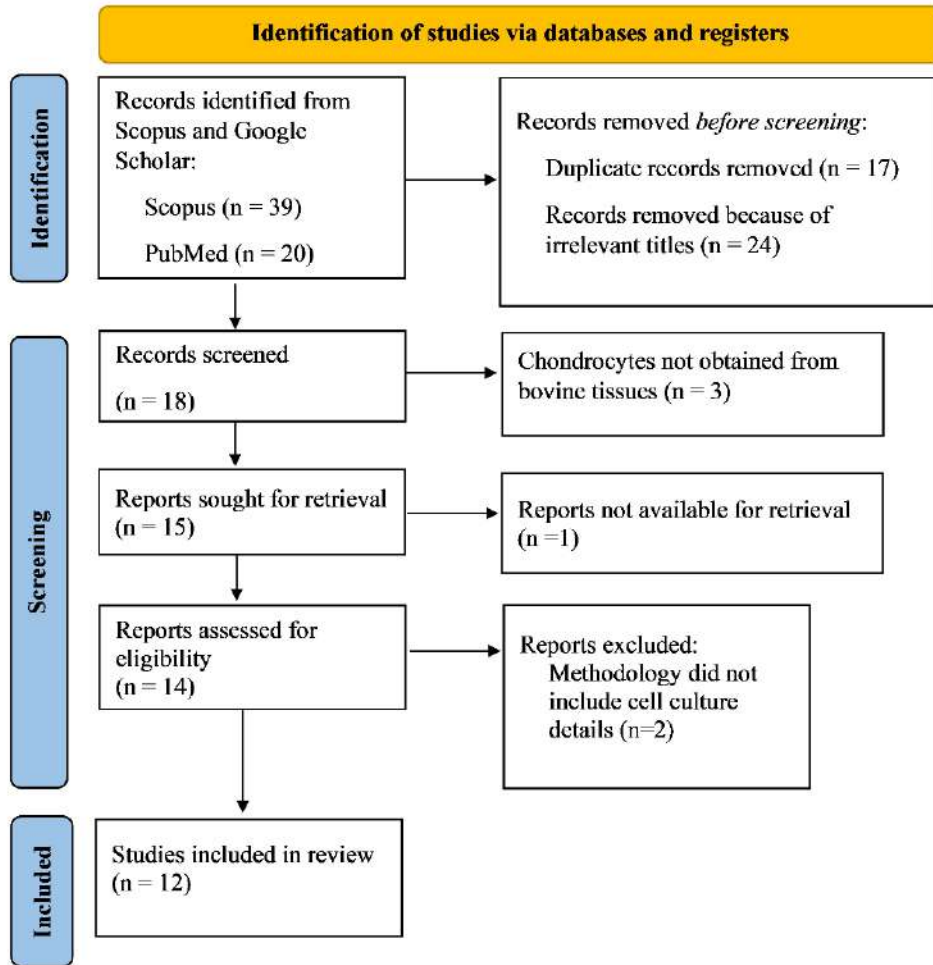 Identification of studies via databases and registers
Identification
Records identified from
Scopus and Google
Scholar:
Scopus (n = 39)
PubMed (n = 20)
Records removed before screening:
Duplicate records removed (n = 17)
Records removed because of
irrelevant titles (n = 24)
Screening
Records screened
(n = 18)
Chondrocytes not obtained from
bovine tissues (n = 3)
Reports sought for retrieval
(n = 15)
Reports not available for retrieval
(n =1)
Reports assessed for
eligibility
(n = 14)
Reports excluded:
Methodology did not
include cell culture
details (n=2)
Included
Studies included in review
(n = 12)